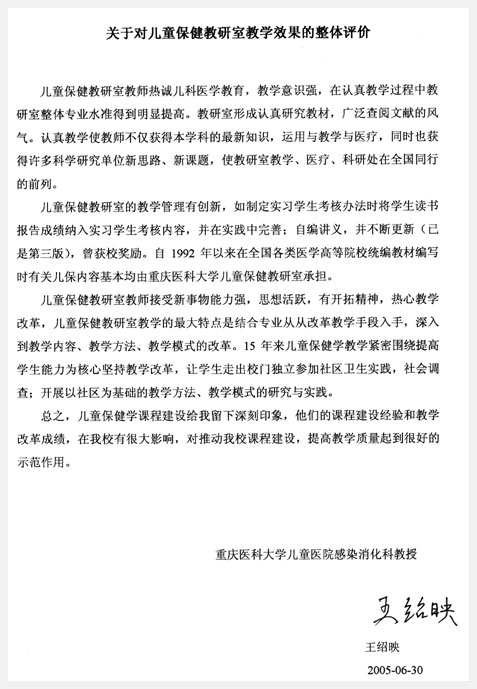 关于对儿童保健教研室教学效果的整体评价
儿童保健教研室教师热诚儿科医学教育，教学意识强，在认真教学过程中教
研室整体专业水准得到明显提高。教研室形成认真研究教材，广泛查阅文献的风
气。认真教学使教师不仅获得本学科的最新知识，运用与教学与医疗，同时也获
得许多科学研究单位新思路、新课题，使教研室教学、医疗、科研处在全国同行
的前列。
儿童保健教研室的教学管理有创新，如制定实习学生考核办法时将学生读书
报告成绩纳入实习学生考核内容，并在实践中完善；自编讲义，并不断更新（已
是第三版），曾获校奖励。自 1992 年以来在全国各类医学高等院校统编教材编写
时有关儿保内容基本均由重庆医科大学儿童保健教研室承担。
儿童保健教研室教师接受新事物能力强，思想活跃，有开拓精神，热心教学
改革，儿童保健教研室教学的最大特点是结合专业从从改革教学手段入手，深入
到教学内容、教学方法、教学模式的改革。15 年来儿童保健学教学紧密围绕提高
学生能力为核心坚持教学改革，让学生走出校门独立参加社区卫生实践，社会调
查；开展以社区为基础的教学方法、教学模式的研究与实践。
总之，儿童保健学课程建设给我留下深刻印象，他们的课程建设经验和教学
改革成绩，在我校有很大影响，对推动我校课程建设，提高教学质量起到很好的
示范作用。
重庆医科大学儿童医院感染消化科教授
王绍映
王绍映
2005-06-30